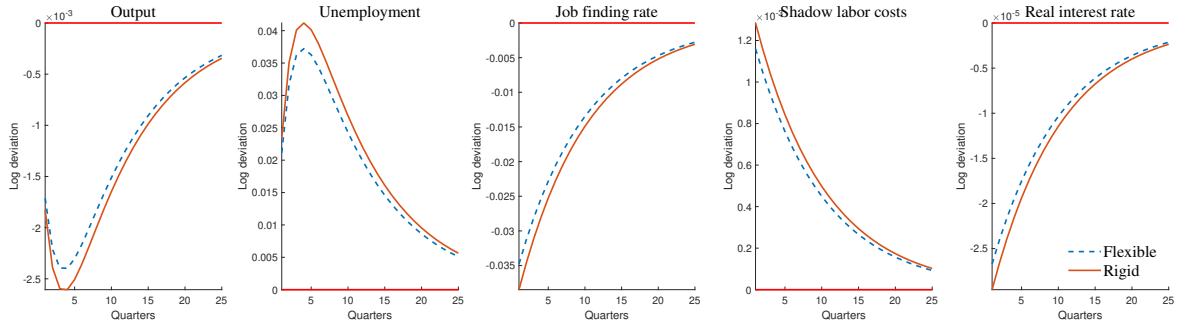 Output
×10⁻³
0
-0.5
-1
-1.5
-2
-2.5
Log deviation
5 10 15 20 25
Quarters
Unemployment
0.04
0.035
0.03
0.025
0.02
0.015
0.01
0.005
0
Log deviation
5 10 15 20 25
Quarters
Job finding rate
0
-0.005
-0.01
-0.015
-0.02
-0.025
-0.03
-0.035
Log deviation
5 10 15 20 25
Quarters
Shadow labor costs
1.2
1
0.8
0.6
0.4
0.2
0
Log deviation
5 10 15 20 25
Quarters
Real interest rate
×10⁻⁵
0
-0.5
-1
-1.5
-2
-2.5
Log deviation
Flexible
Rigid
5 10 15 20 25
Quarters